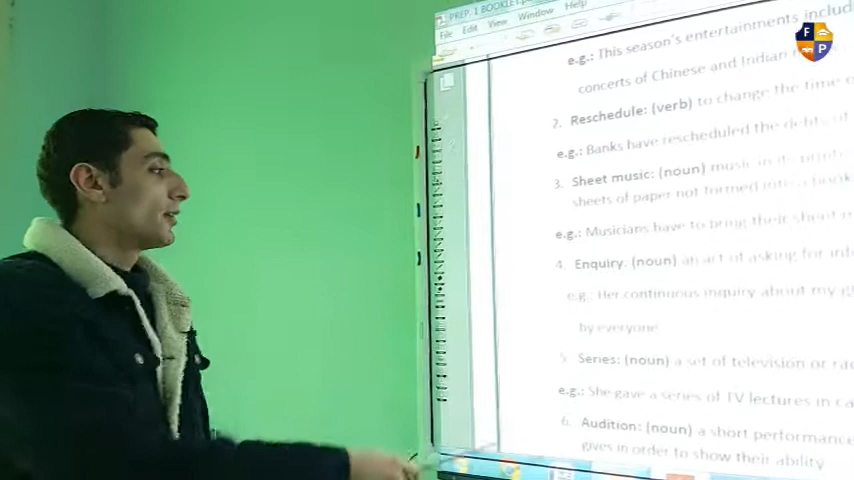 PREP. 1 BOOKLET
File Edit View Window Help
F C
P D
e.g.: This season's entertainments includ
concerts of Chinese and Indian
2. Reschedule: (verb) to change the time o
e.g.: Banks have rescheduled the debts of
3. Sheet music: (noun) music in its
sheets of paper not formed into a book
e.g.: Musicians have to bring their sheet
4. Enquiry: (noun) an act of asking for
e.g.: Her continuous inquiry about my
by everyone
5. Series: (noun) a set of television or
e.g.: She gave a series of TV lectures in
6. Audition: (noun) a short performance
gives in order to show their ability